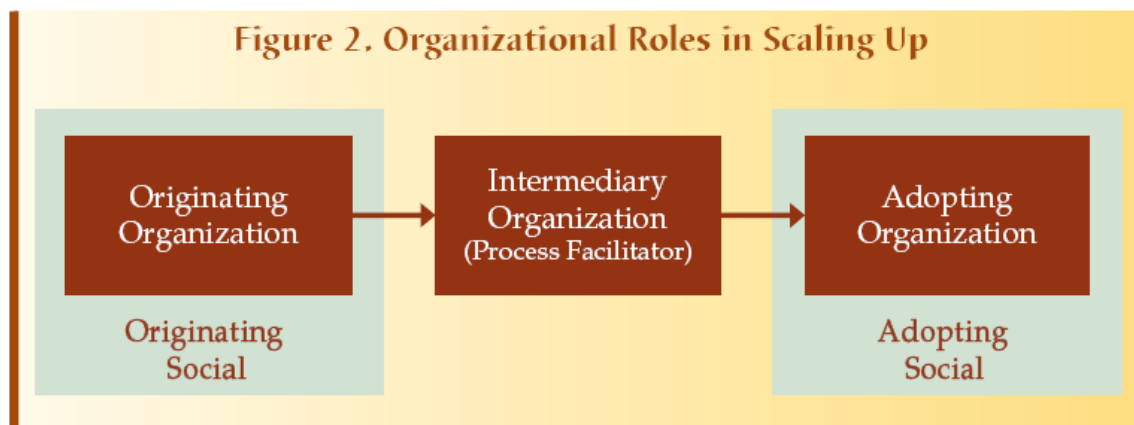 Figure 2. Organizational Roles in Scaling Up
Originating
Organization
Originating
Social
Intermediary
Organization
(Process Facilitator)
Adopting
Organization
Adopting
Social